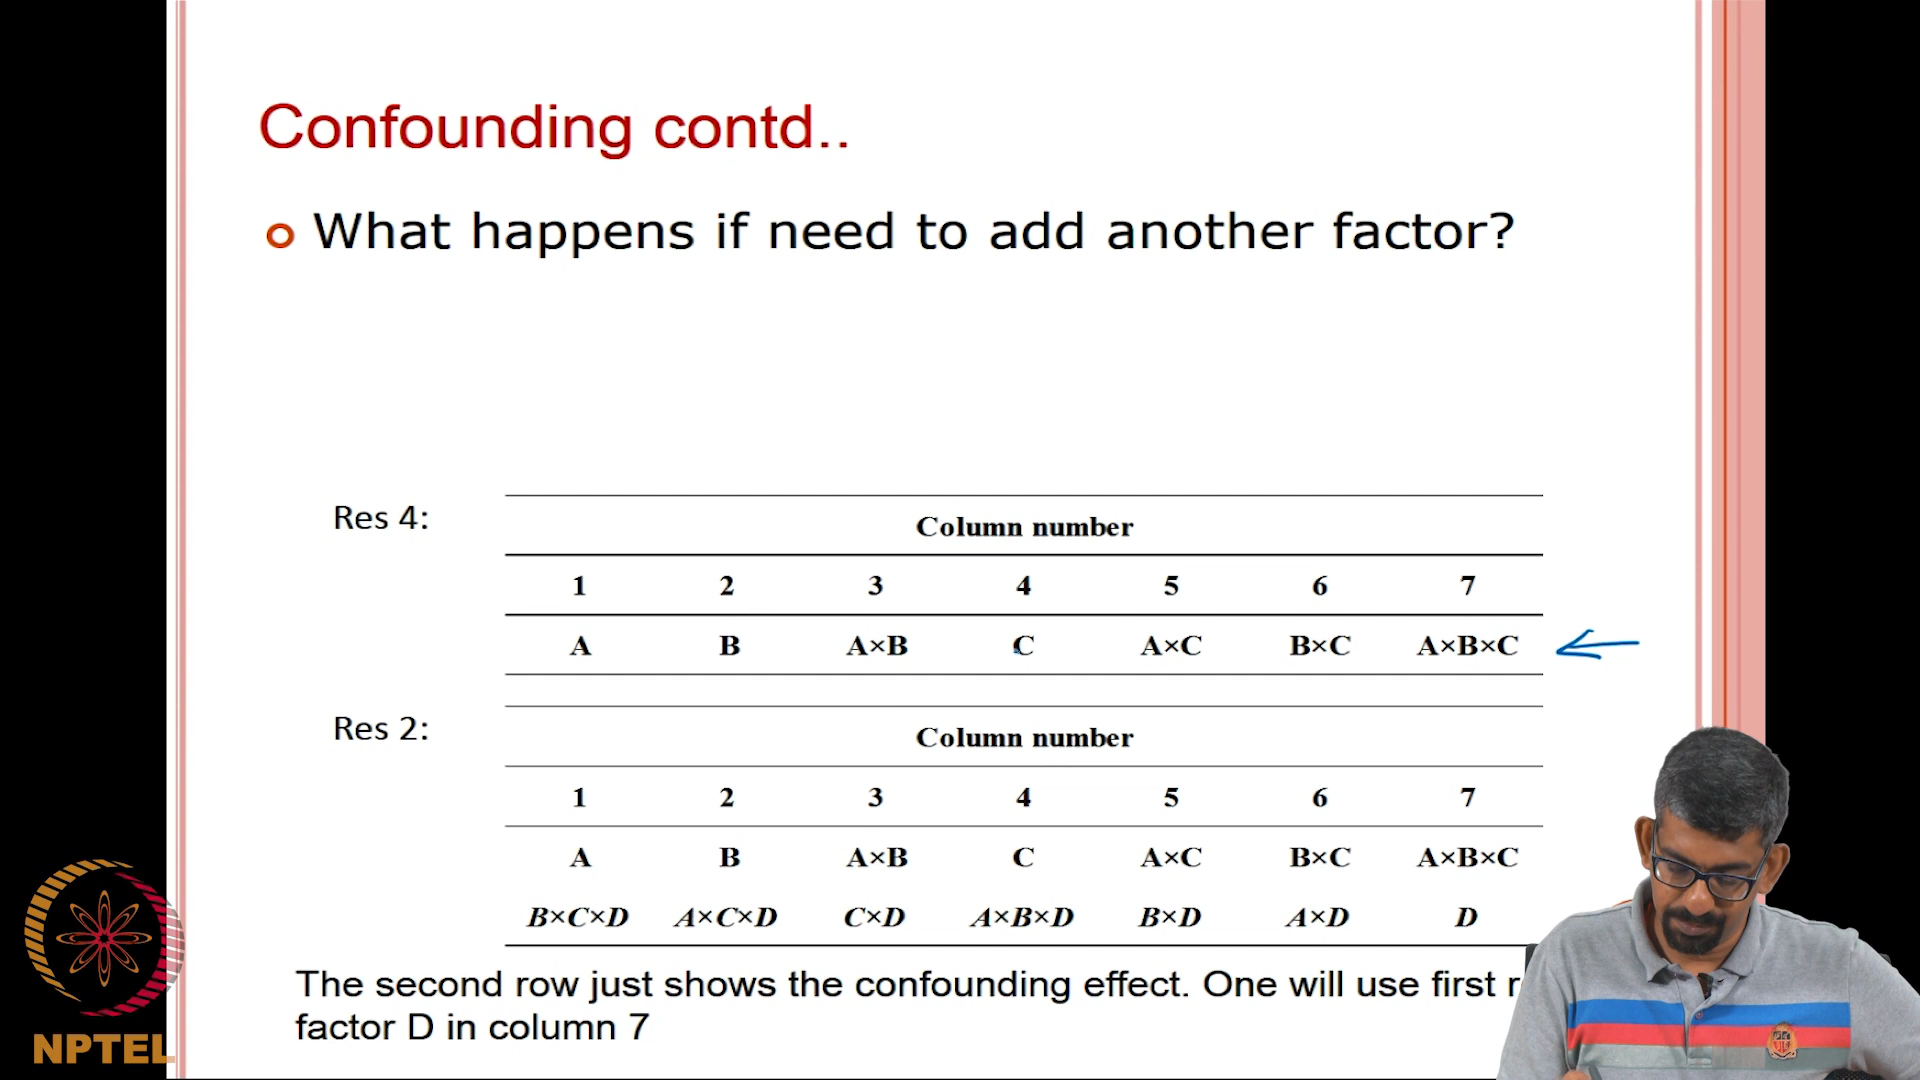 Confounding contd..
What happens if need to add another factor?
Res 4:
Column number
1 2 3 4 5 6 7
A B A×B C A×C B×C A×B×C
Res 2:
Column number
1 2 3 4 5 6 7
A B A×B C A×C B×C A×B×C
B×C×D A×C×D C×D A×B×D B×D A×D D
The second row just shows the confounding effect. One will use first
factor D in column 7
NPTEL